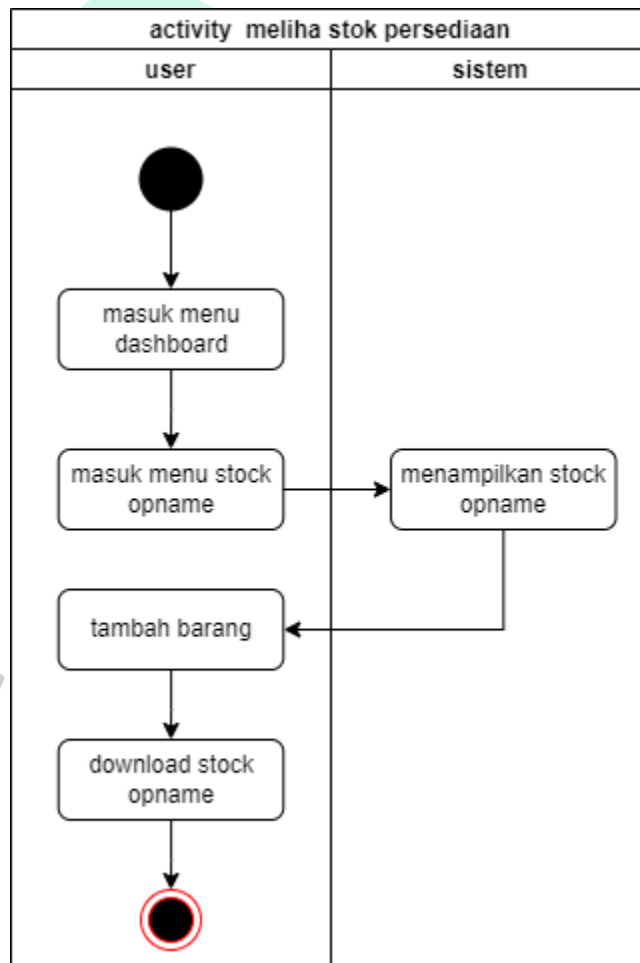 activity meliha stok persediaan
user
sistem
masuk menu
dashboard
masuk menu stock
opname
menampilkan stock
opname
tambah barang
download stock
opname